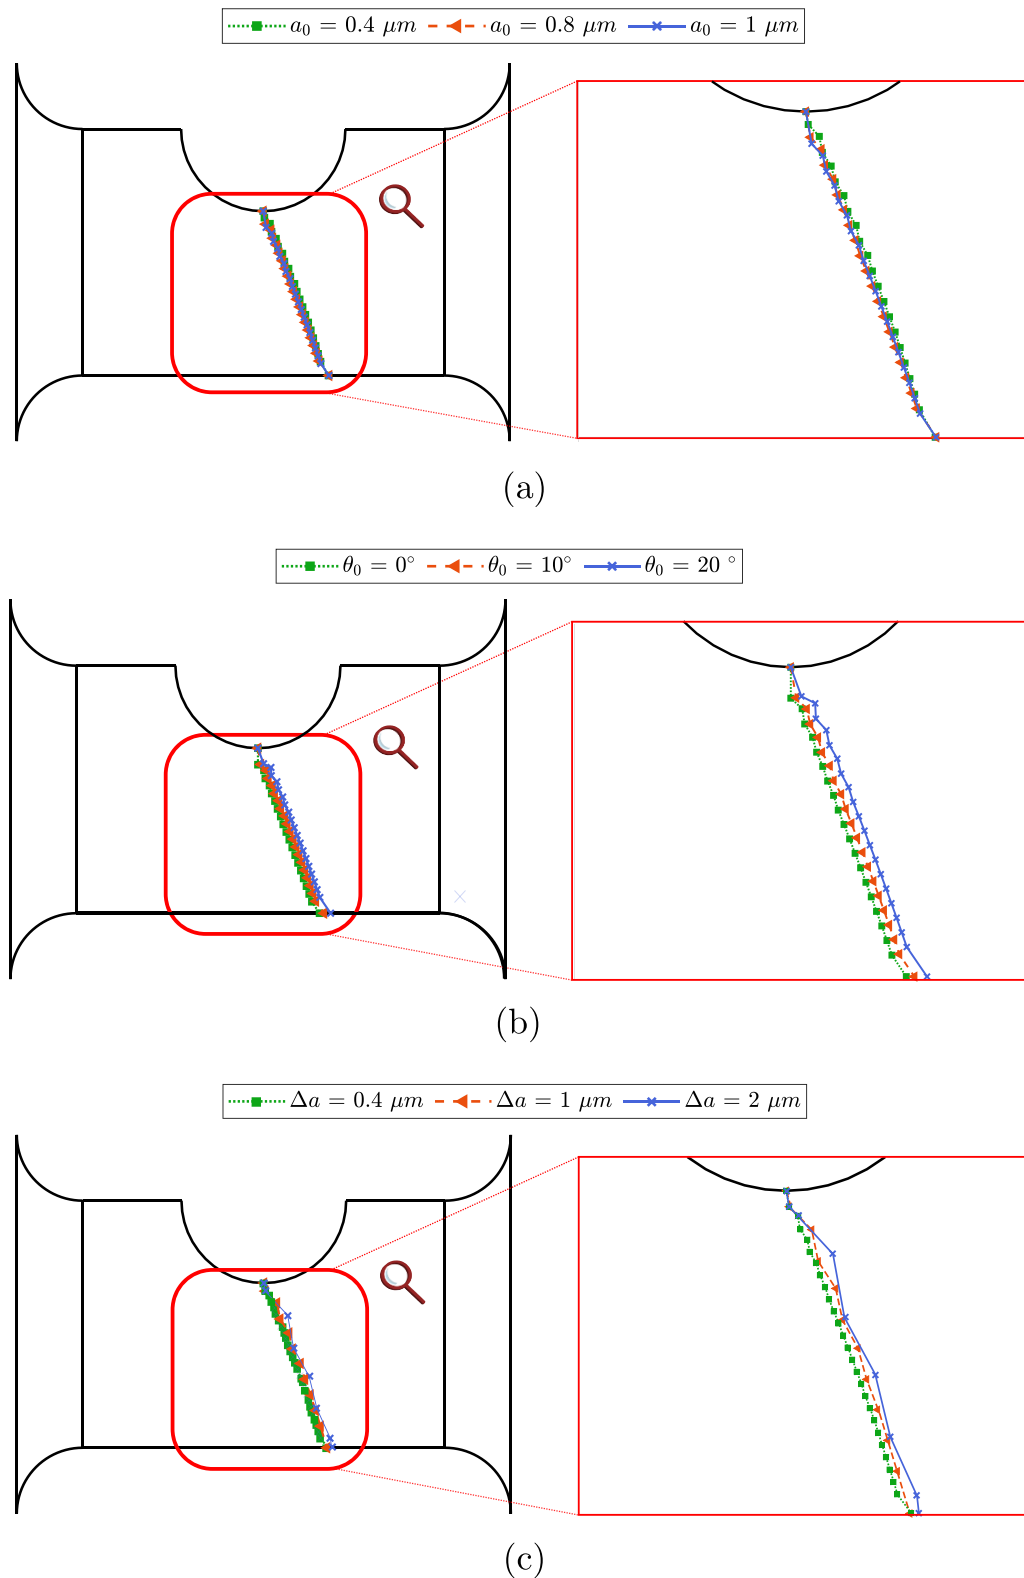 a₀ = 0.4 μm a₀ = 0.8 μm a₀ = 1 μm
(a)
θ₀ = 0° θ₀ = 10° θ₀ = 20 °
(b)
Δa = 0.4 μm Δa = 1 μm Δa = 2 μm
(c)